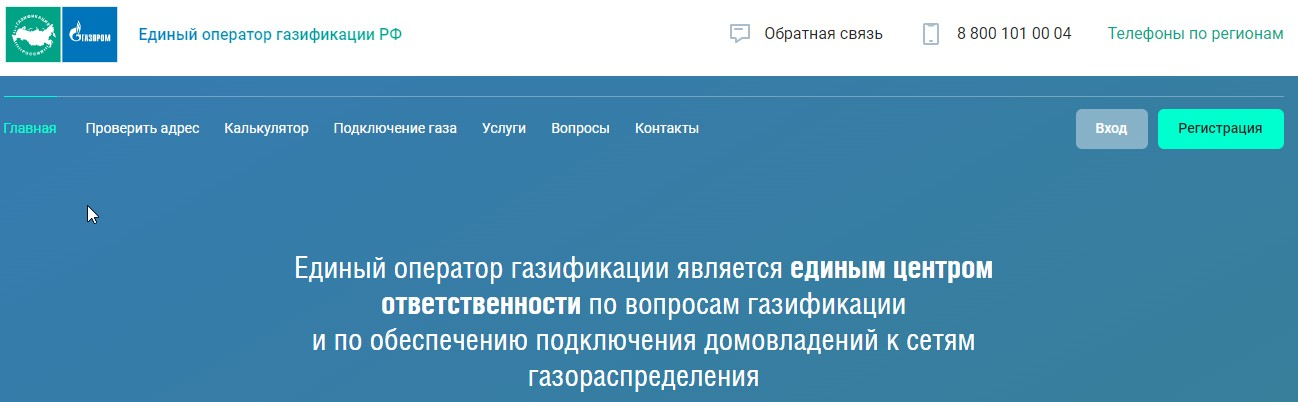 ГАЗПРОМ
Единый оператор газификации РФ
Обратная связь
8 800 101 00 04
Телефоны по регионам
Главная
Проверить адрес
Калькулятор
Подключение газа
Услуги
Вопросы
Контакты
Вход
Регистрация
Единый оператор газификации является единым центром
ответственности по вопросам газификации
и по обеспечению подключения домовладений к сетям
газораспределения